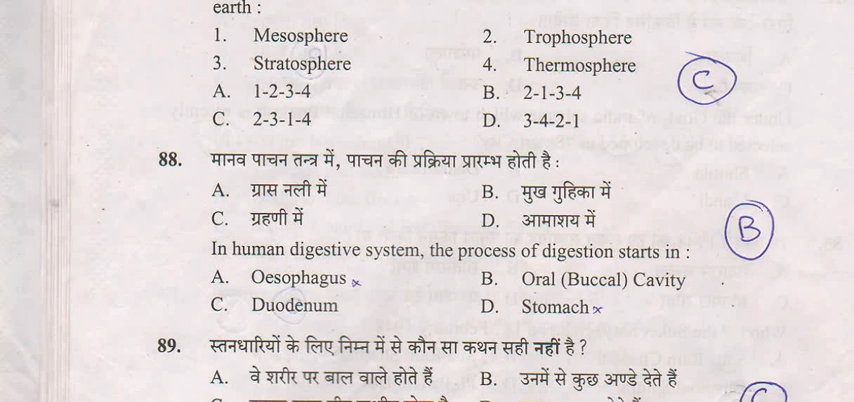 earth :
1. Mesosphere 2. Trophosphere
3. Stratosphere 4. Thermosphere
A. 1-2-3-4 B. 2-1-3-4
C. 2-3-1-4 D. 3-4-2-1
C
88. मानव पाचन तन्त्र में, पाचन की प्रक्रिया प्रारम्भ होती है :
A. ग्रास नली में B. मुख गुहिका में
C. ग्रहणी में D. आमाशय में
B
In human digestive system, the process of digestion starts in :
A. Oesophagus x B. Oral (Buccal) Cavity
C. Duodenum D. Stomach x
89. स्तनधारियों के लिए निम्न में से कौन सा कथन सही नहीं है ?
A. वे शरीर पर बाल वाले होते हैं B. उनमें से कुछ अण्डे देते हैं